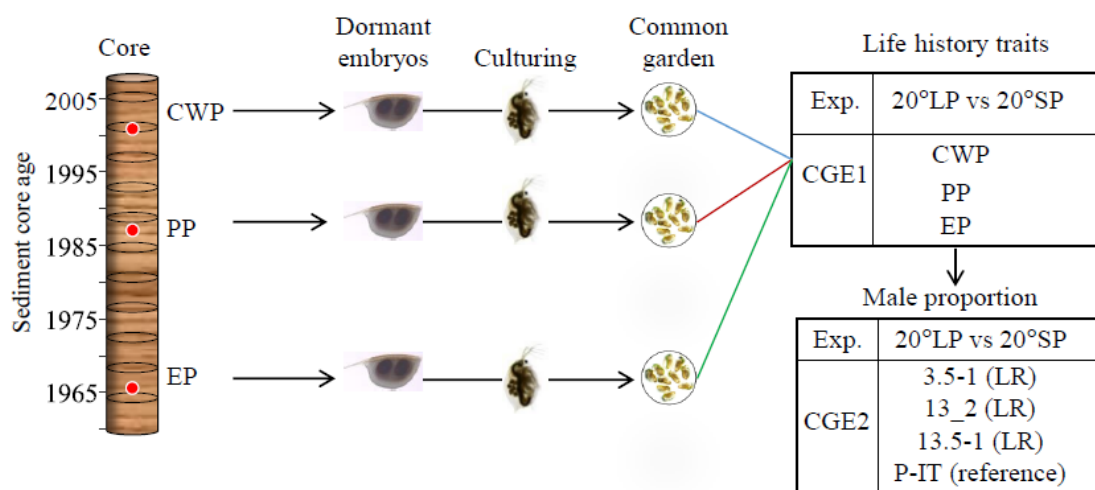 Core
Dormant
embryos
Culturing
Common
garden
Life history traits
Sediment core age
2005
1995
1985
1975
1965
CWP
PP
EP
Exp.
20°LP vs 20°SP
CGE1
CWP
PP
EP
Male proportion
Exp.
20°LP vs 20°SP
CGE2
3.5-1 (LR)
13_2 (LR)
13.5-1 (LR)
P-IT (reference)